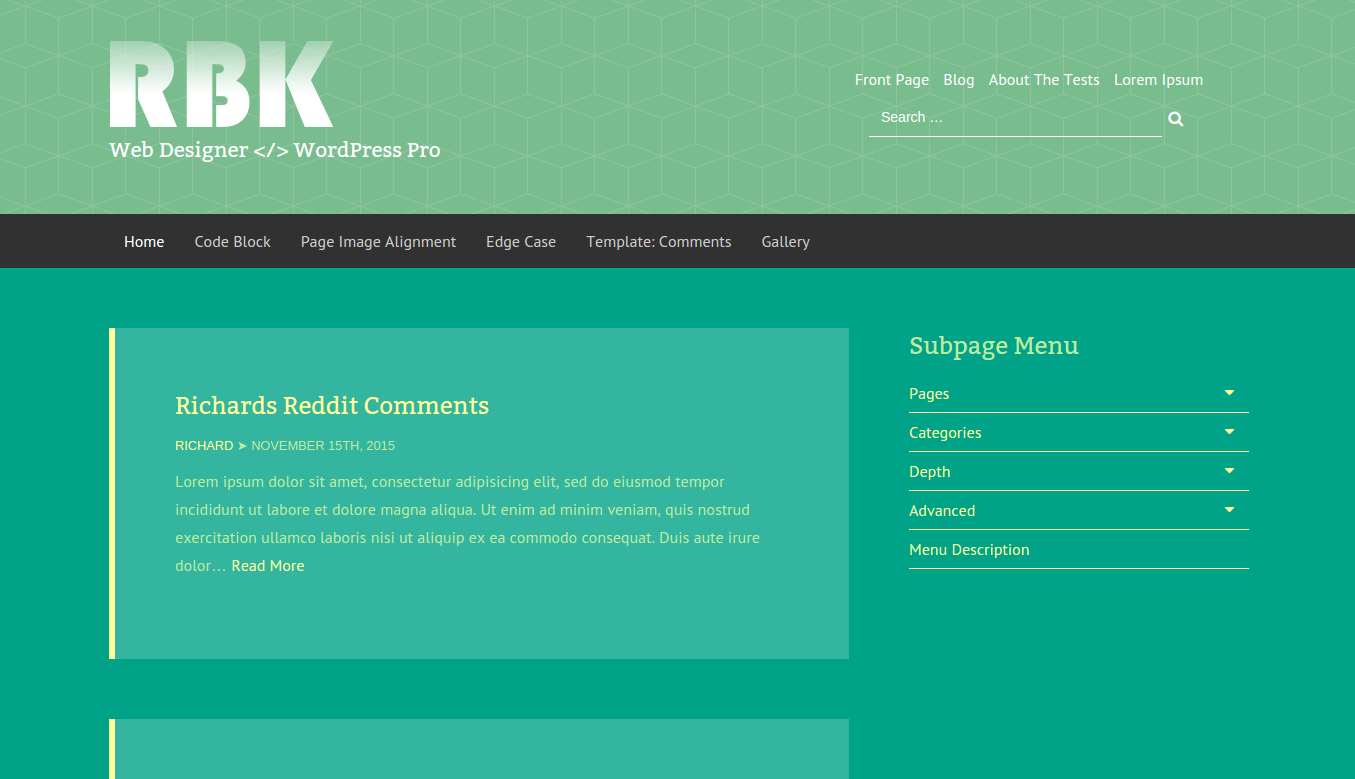 RBK
Web Designer </> WordPress Pro
Front Page Blog About The Tests Lorem Ipsum
Search …
Home Code Block Page Image Alignment Edge Case Template: Comments Gallery
Richards Reddit Comments
RICHARD ➤ NOVEMBER 15TH, 2015
Lorem ipsum dolor sit amet, consectetur adipisicing elit, sed do eiusmod tempor
incididunt ut labore et dolore magna aliqua. Ut enim ad minim veniam, quis nostrud
exercitation ullamco laboris nisi ut aliquip ex ea commodo consequat. Duis aute irure
dolor… Read More
Subpage Menu
Pages
Categories
Depth
Advanced
Menu Description